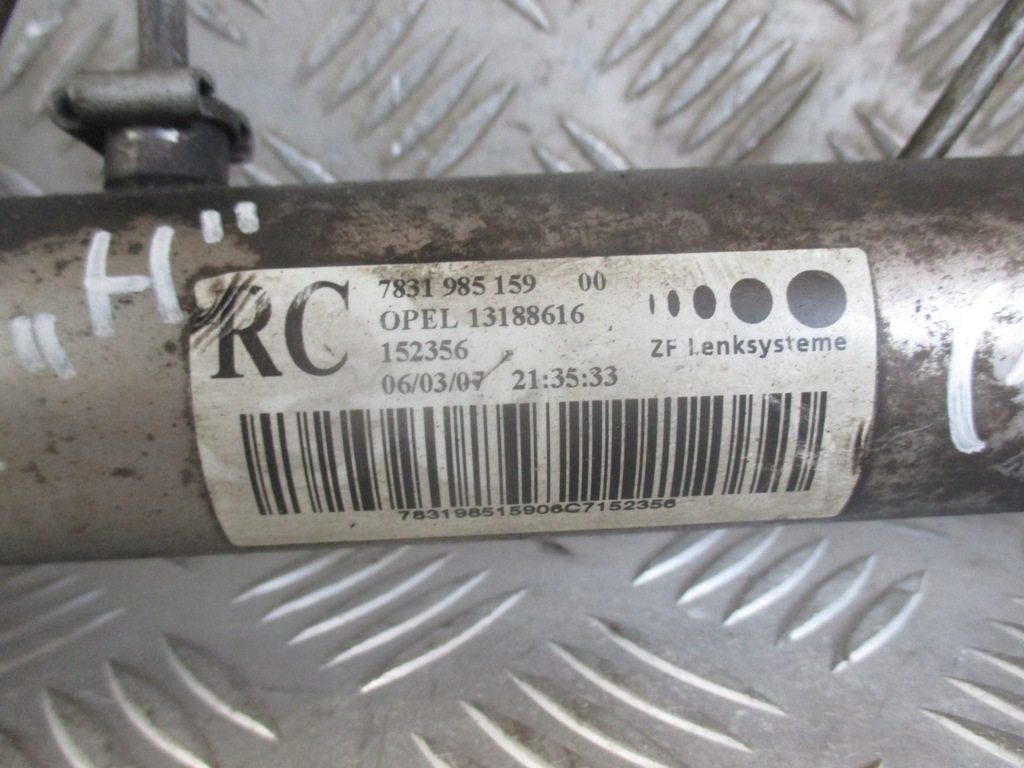 "H"
RC
7831 985 159 00
OPEL 13188616
152356
06/03/07 21:35:33
ZF Lenksysteme
783198515906C7152356